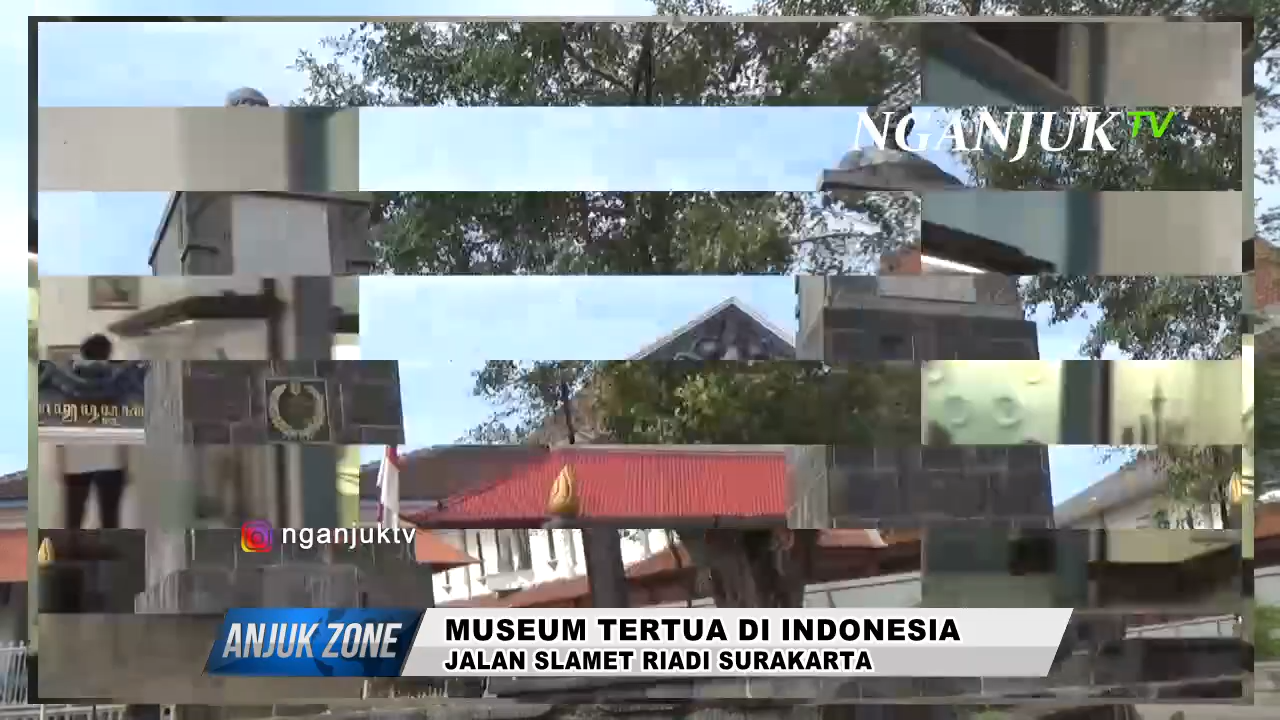 NGANJUK TV
nganjuktv
ANJUK ZONE
MUSEUM TERTUA DI INDONESIA
JALAN SLAMET RIADI SURAKARTA